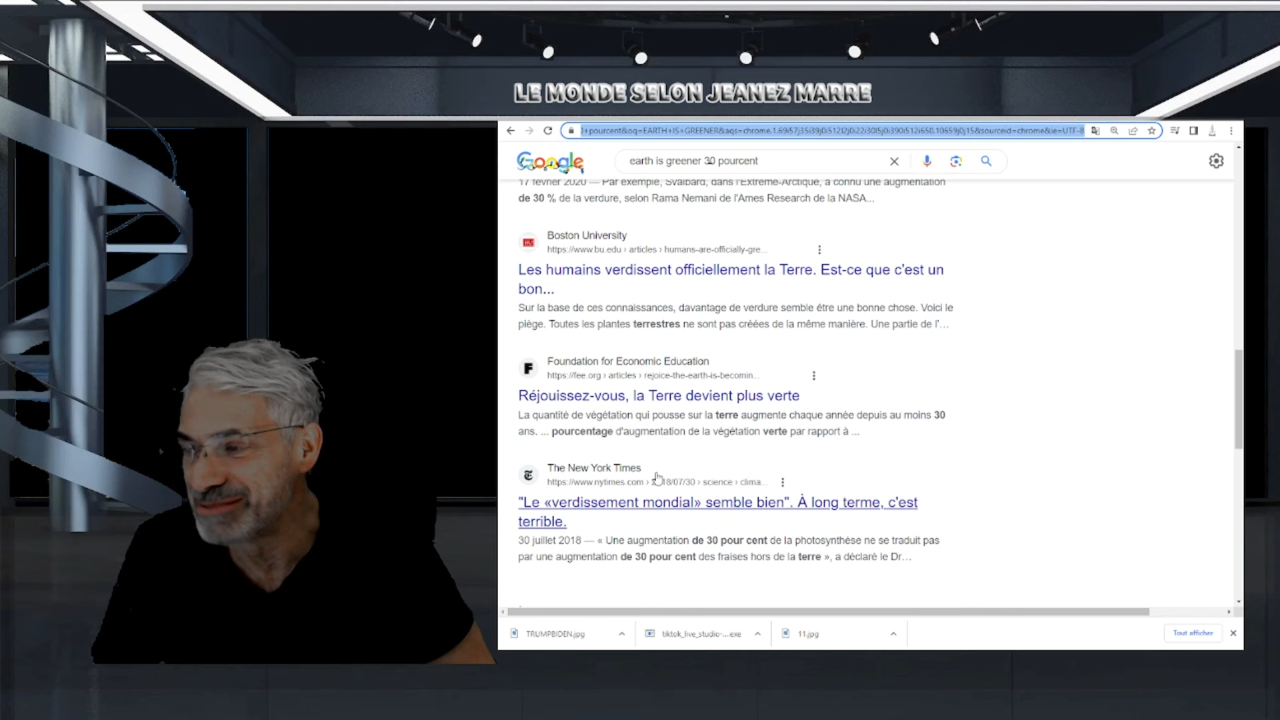 LE MONDE SELON JEANEZ MARRE
Google
earth is greener 30 pourcent
17 février 2020 — Par exemple, Svalbard, dans l'Extrême-Arctique, a connu une augmentation
de 30 % de la verdure, selon Rama Nemani de l'Ames Research de la NASA...
Boston University
https://www.bu.edu › articles › humans-are-officially-gre...
Les humains verdissent officiellement la Terre. Est-ce que c'est un
bon...
Sur la base de ces connaissances, davantage de verdure semble être une bonne chose. Voici le
piège. Toutes les plantes terrestres ne sont pas créées de la même manière. Une partie de l'...
F
Foundation for Economic Education
https://fee.org › articles › rejoice-the-earth-is-becomin...
Réjouissez-vous, la Terre devient plus verte
La quantité de végétation qui pousse sur la terre augmente chaque année depuis au moins 30
ans. ... pourcentage d'augmentation de la végétation verte par rapport à ...
The New York Times
https://www.nytimes.com › 18/07/30 › science › clima...
"Le «verdissement mondial» semble bien". À long terme, c'est
terrible.
30 juillet 2018 — « Une augmentation de 30 pour cent de la photosynthèse ne se traduit pas
par une augmentation de 30 pour cent des fraises hors de la terre », a déclaré le Dr...
TRUMPBIDEN.jpg
tiktok_live_studio-....exe
11.jpg
Tout afficher